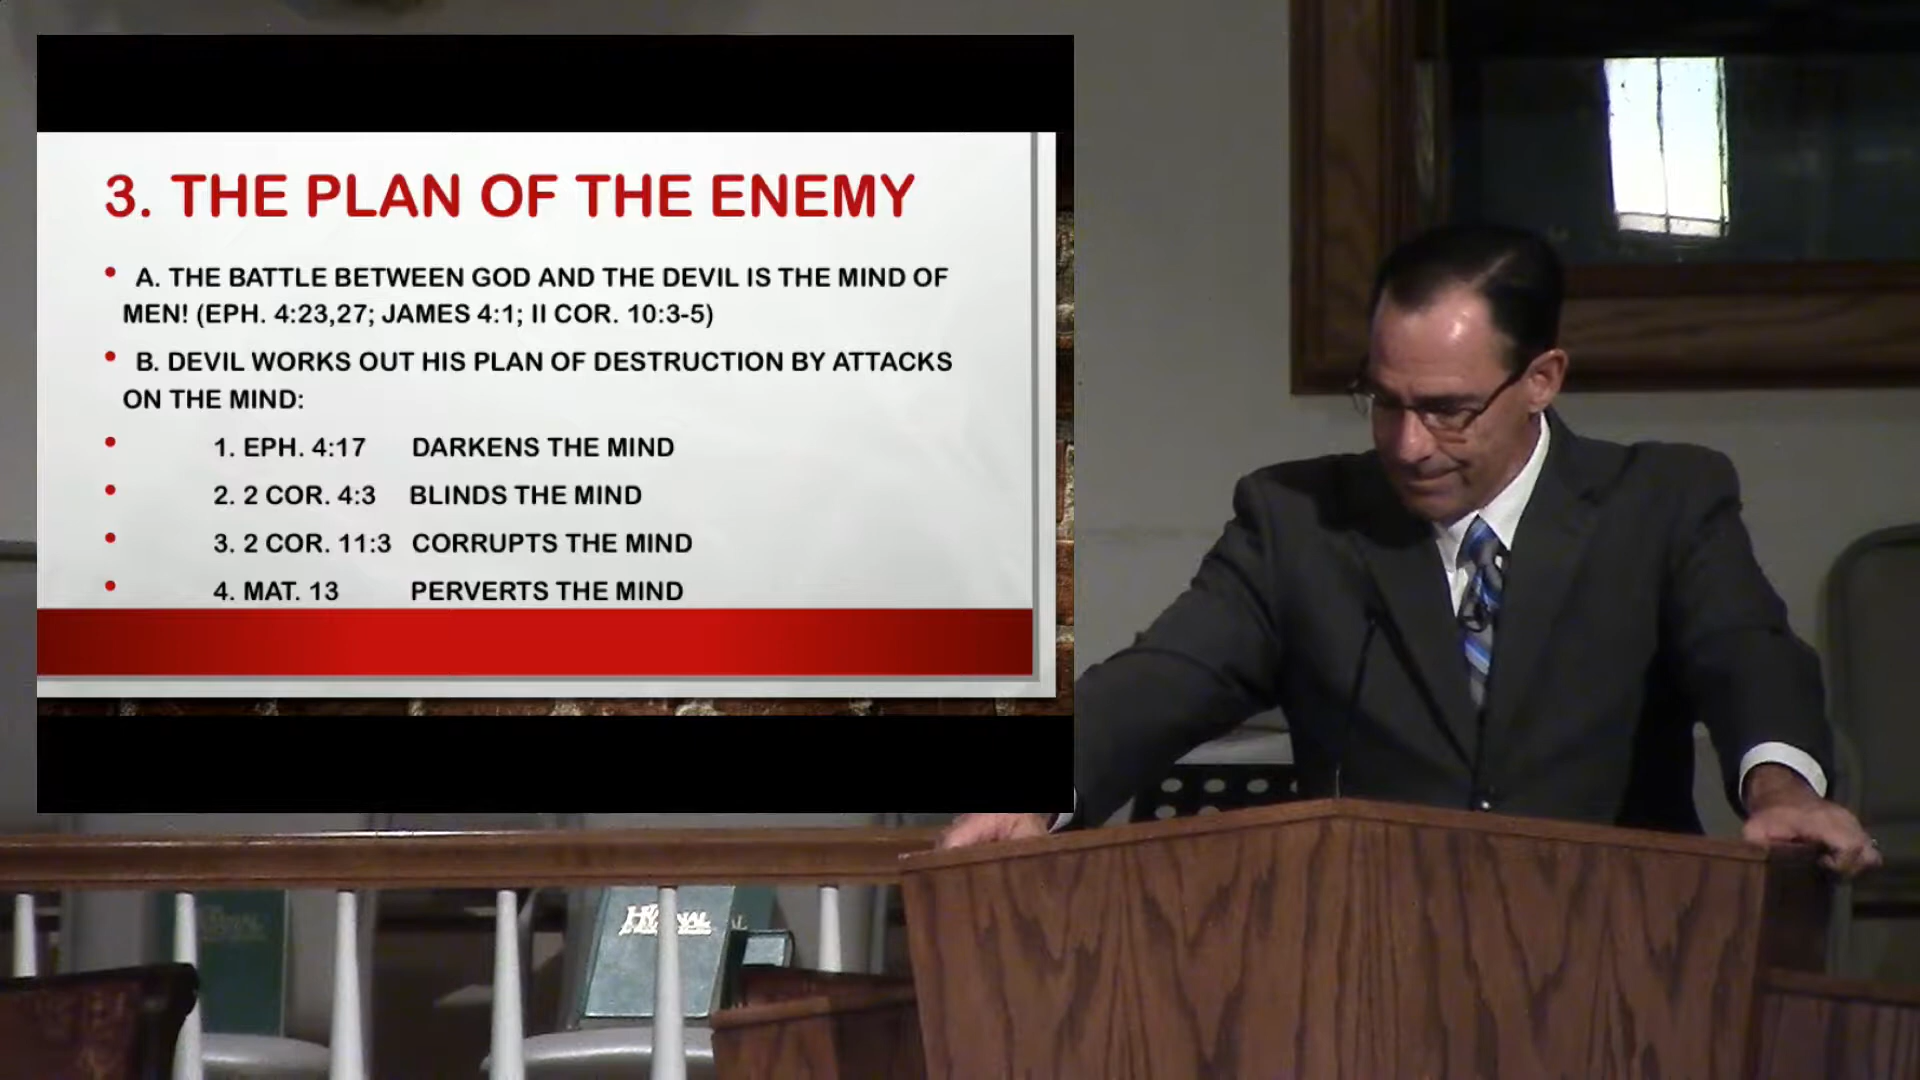 3. THE PLAN OF THE ENEMY
• A. THE BATTLE BETWEEN GOD AND THE DEVIL IS THE MIND OF
MEN! (EPH. 4:23,27; JAMES 4:1; II COR. 10:3-5)
• B. DEVIL WORKS OUT HIS PLAN OF DESTRUCTION BY ATTACKS
ON THE MIND:
• 1. EPH. 4:17 DARKENS THE MIND
• 2. 2 COR. 4:3 BLINDS THE MIND
• 3. 2 COR. 11:3 CORRUPTS THE MIND
• 4. MAT. 13 PERVERTS THE MIND